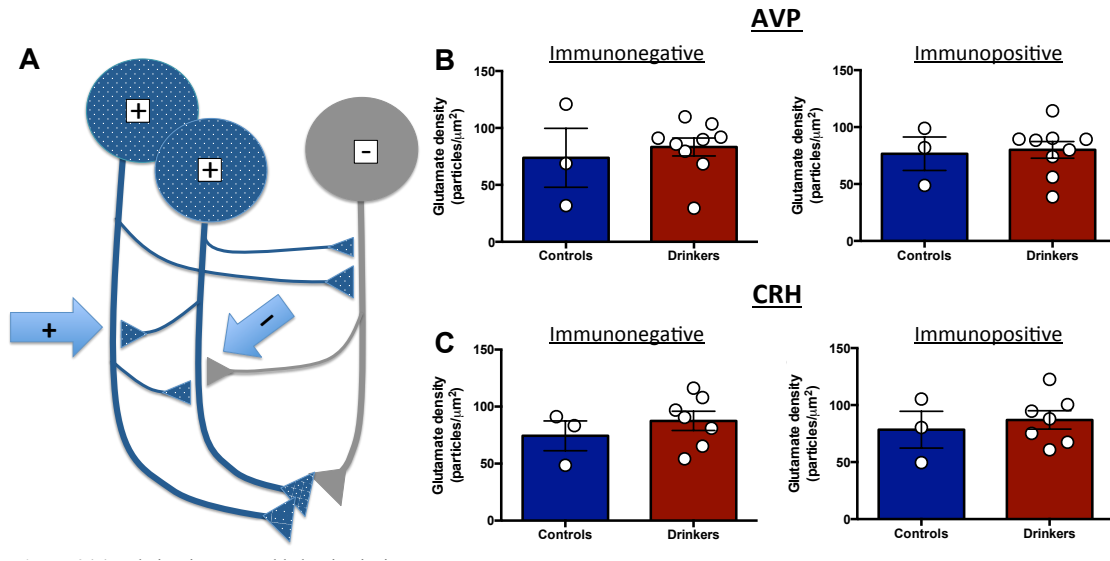 A
+
+
-
+
–
AVP
B
Immunonegative
Glutamate density
(particles/μm²)
150
100
50
0
Controls
Drinkers
Immunopositive
Glutamate density
(particles/μm²)
150
100
50
0
Controls
Drinkers
CRH
C
Immunonegative
Glutamate density
(particles/μm²)
150
100
50
0
Controls
Drinkers
Immunopositive
Glutamate density
(particles/μm²)
150
100
50
0
Controls
Drinkers